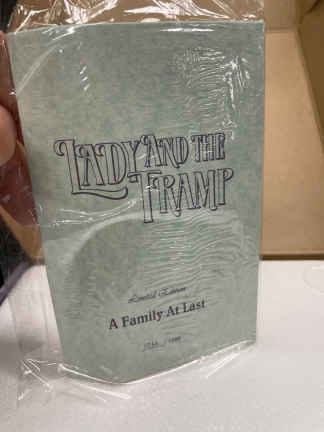 LADY AND THE
TRAMP
Limited Edition
A Family At Last